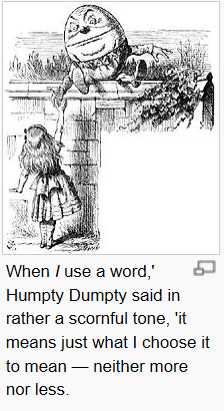 When I use a word,'
Humpty Dumpty said in
rather a scornful tone, 'it
means just what I choose it
to mean — neither more
nor less.